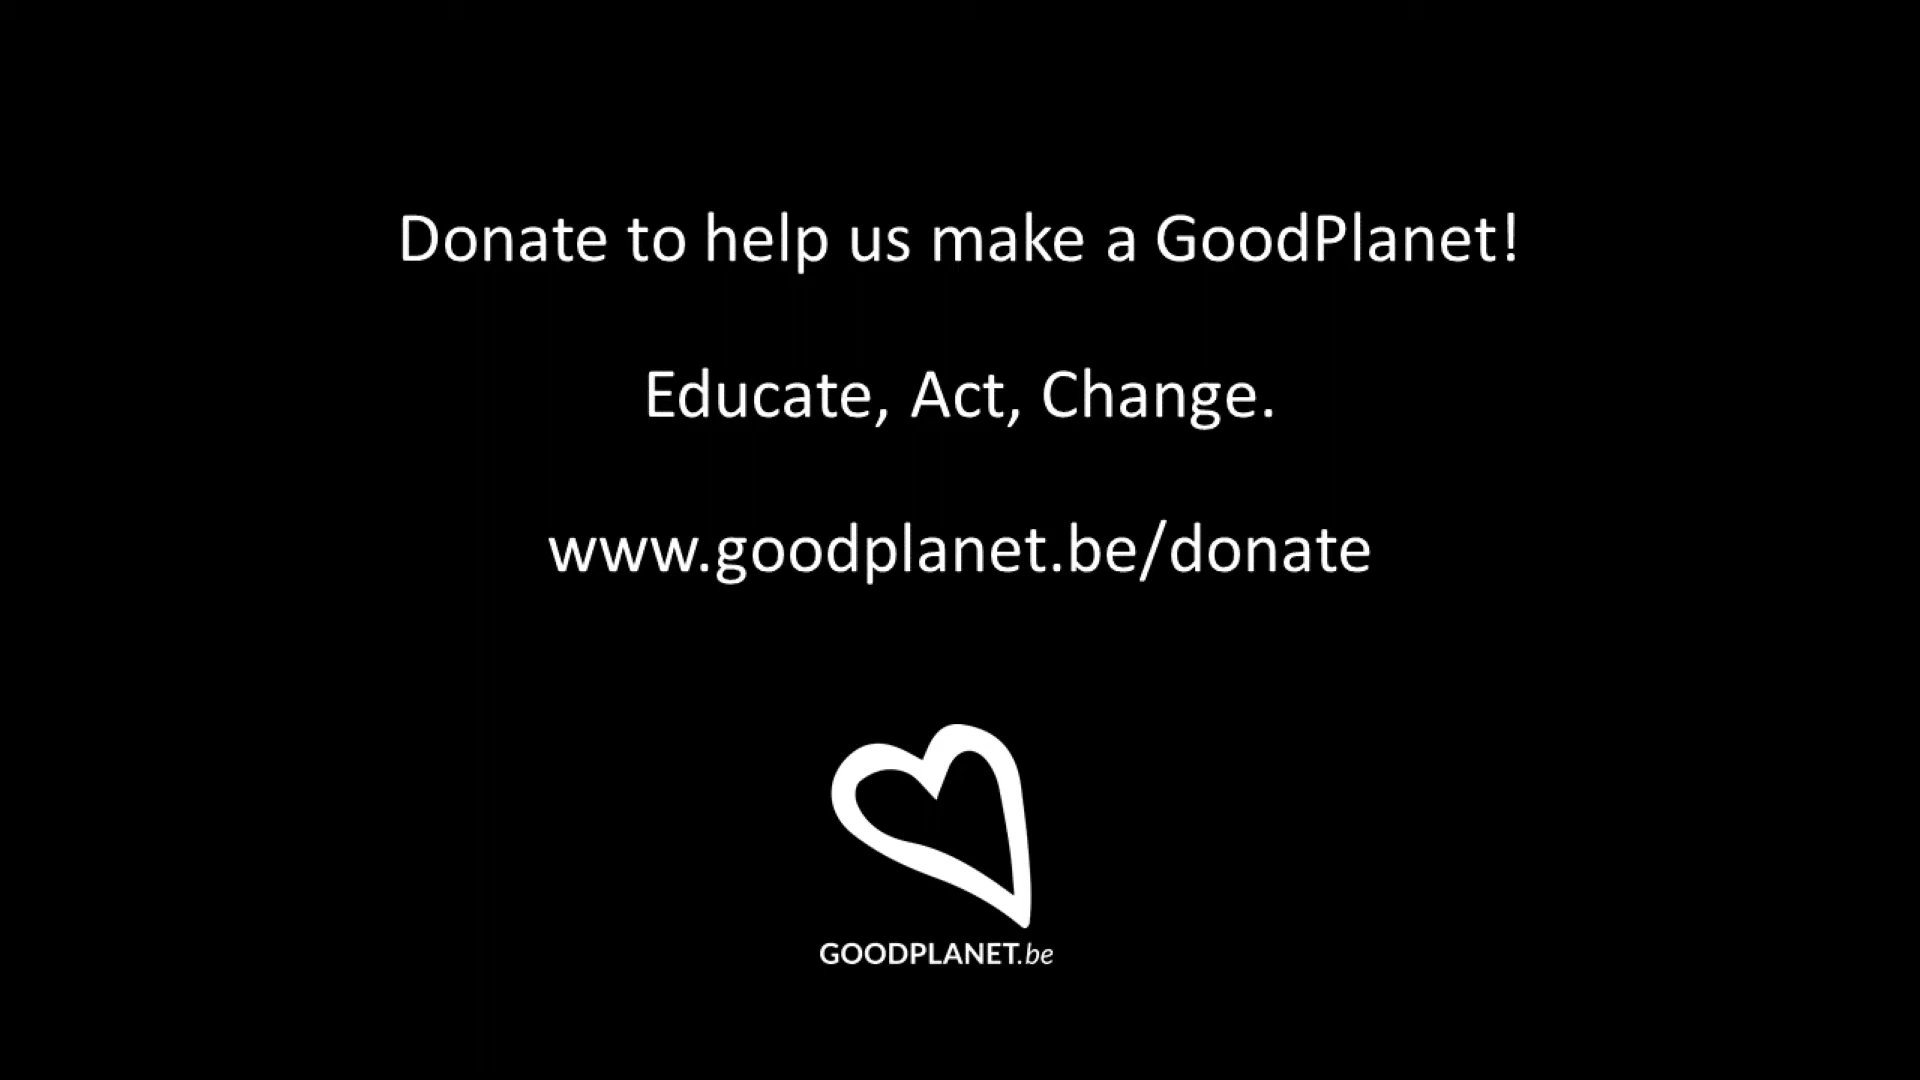 Donate to help us make a GoodPlanet!
Educate, Act, Change.
www.goodplanet.be/donate
GOODPLANET.be